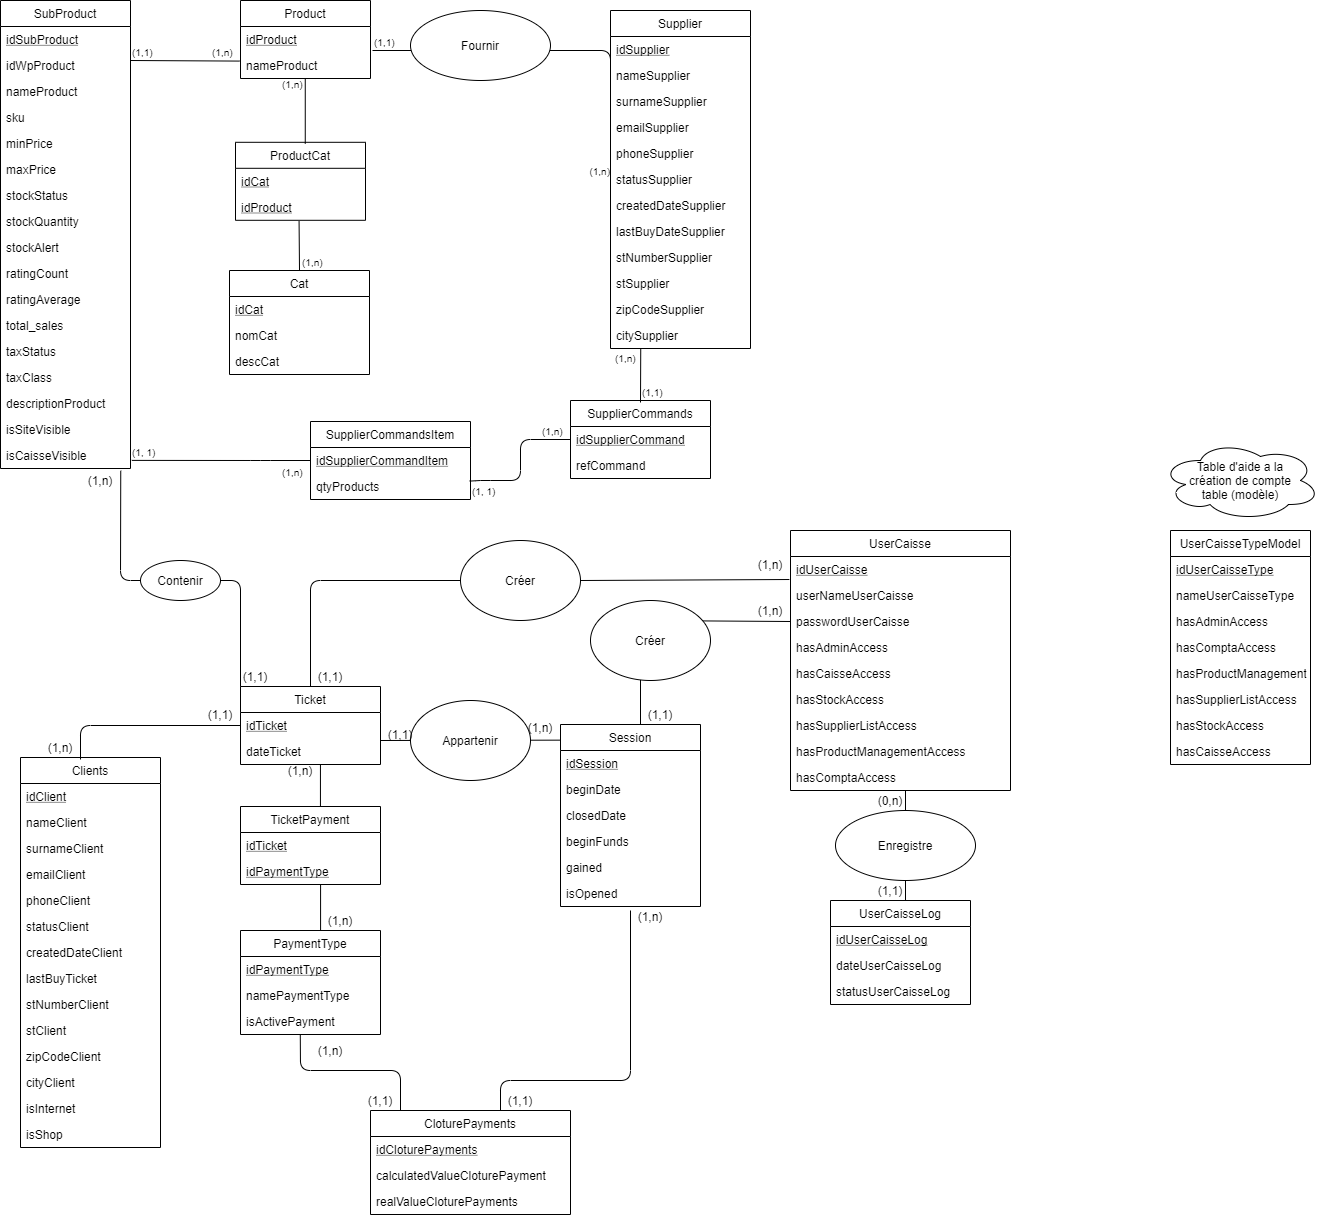 SubProduct
idSubProduct
idWpProduct
nameProduct
sku
minPrice
maxPrice
stockStatus
stockQuantity
stockAlert
ratingCount
ratingAverage
total_sales
taxStatus
taxClass
descriptionProduct
isSiteVisible
isCaisseVisible
(1,1)
(1,n)
Product
idProduct
nameProduct
(1,1)
(1,n)
Fournir
Supplier
idSupplier
nameSupplier
surnameSupplier
emailSupplier
phoneSupplier
statusSupplier
createdDateSupplier
lastBuyDateSupplier
stNumberSupplier
stSupplier
zipCodeSupplier
citySupplier
(1,n)
(1,n)
(1,1)
ProductCat
idCat
idProduct
(1,n)
Cat
idCat
nomCat
descCat
SupplierCommands
idSupplierCommand
refCommand
(1,n)
SupplierCommandsItem
idSupplierCommandItem
qtyProducts
(1, 1)
(1,n)
(1, 1)
(1,n)
Contenir
Créer
(1,n)
Créer
(1,n)
UserCaisse
idUserCaisse
userNameUserCaisse
passwordUserCaisse
hasAdminAccess
hasCaisseAccess
hasStockAccess
hasSupplierListAccess
hasProductManagementAccess
hasComptaAccess
Table d'aide a la
création de compte
table (modèle)
UserCaisseTypeModel
idUserCaisseType
nameUserCaisseType
hasAdminAccess
hasComptaAccess
hasProductManagement
hasSupplierListAccess
hasStockAccess
hasCaisseAccess
(1,1)
(1,1)
(1,1)
Ticket
idTicket
dateTicket
(1,1)
Appartenir
(1,n)
(1,1)
Session
idSession
beginDate
closedDate
beginFunds
gained
isOpened
(1,n)
(1,n)
Clients
idClient
nameClient
surnameClient
emailClient
phoneClient
statusClient
createdDateClient
lastBuyTicket
stNumberClient
stClient
zipCodeClient
cityClient
isInternet
isShop
(1,n)
TicketPayment
idTicket
idPaymentType
(1,n)
PaymentType
idPaymentType
namePaymentType
isActivePayment
(1,n)
(0,n)
Enregistre
(1,1)
UserCaisseLog
idUserCaisseLog
dateUserCaisseLog
statusUserCaisseLog
(1,1)
(1,1)
CloturePayments
idCloturePayments
calculatedValueCloturePayment
realValueCloturePayments